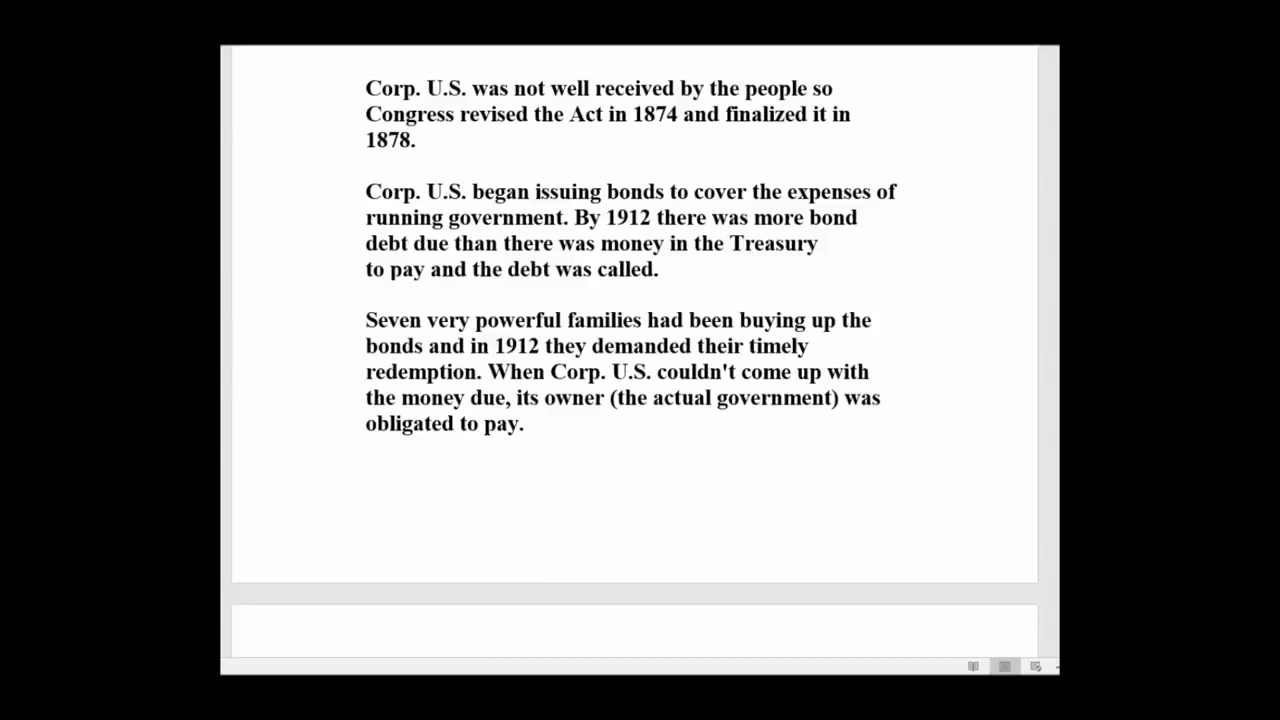 Corp. U.S. was not well received by the people so
Congress revised the Act in 1874 and finalized it in
1878.
Corp. U.S. began issuing bonds to cover the expenses of
running government. By 1912 there was more bond
debt due than there was money in the Treasury
to pay and the debt was called.
Seven very powerful families had been buying up the
bonds and in 1912 they demanded their timely
redemption. When Corp. U.S. couldn't come up with
the money due, its owner (the actual government) was
obligated to pay.